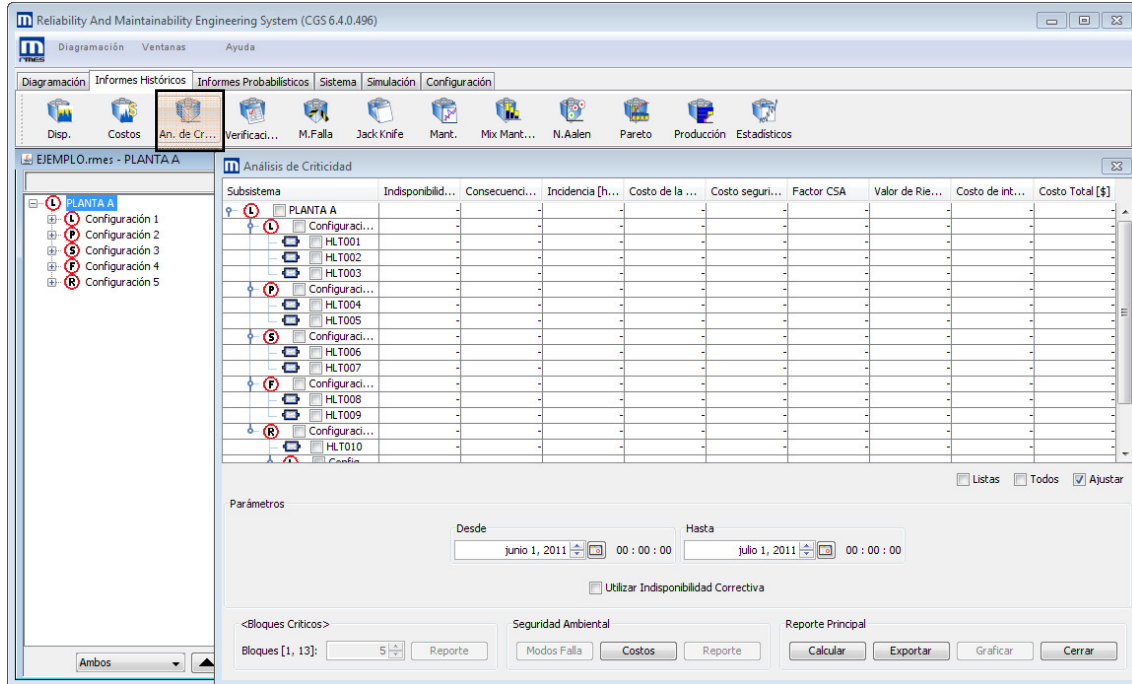 Reliability And Maintainability Engineering System (CGS 6.4.0.496)
rmes Diagramación Ventanas Ayuda
Diagramación Informes Históricos Informes Probabilísticos Sistema Simulación Configuración
Disp. Costos An. de Cr... Verificaci... M.Falla Jack Knife Mant. Mix Mant... N.Aalen Pareto Producción Estadísticos
EJEMPLO.rmes - PLANTA A
L PLANTA A
L Configuración 1
P Configuración 2
S Configuración 3
F Configuración 4
R Configuración 5
Ambos
Análisis de Criticidad
Subsistema Indisponibilid... Consecuenci... Incidencia [h... Costo de la ... Costo seguri... Factor CSA Valor de Rie... Costo de int... Costo Total [$]
L PLANTA A - - - - - - - - -
L Configuraci... - - - - - - - - -
HLT001 - - - - - - - - -
HLT002 - - - - - - - - -
HLT003 - - - - - - - - -
P Configuraci... - - - - - - - - -
HLT004 - - - - - - - - -
HLT005 - - - - - - - - -
S Configuraci... - - - - - - - - -
HLT006 - - - - - - - - -
HLT007 - - - - - - - - -
F Configuraci... - - - - - - - - -
HLT008 - - - - - - - - -
HLT009 - - - - - - - - -
R Configuraci... - - - - - - - - -
HLT010 - - - - - - - - -
Listas Todos Ajustar
Parámetros
Desde Hasta
junio 1, 2011 00 : 00 : 00 julio 1, 2011 00 : 00 : 00
Utilizar Indisponibilidad Correctiva
<Bloques Criticos> Seguridad Ambiental Reporte Principal
Bloques [1, 13]: 5 Reporte Modos Falla Costos Reporte Calcular Exportar Graficar Cerrar